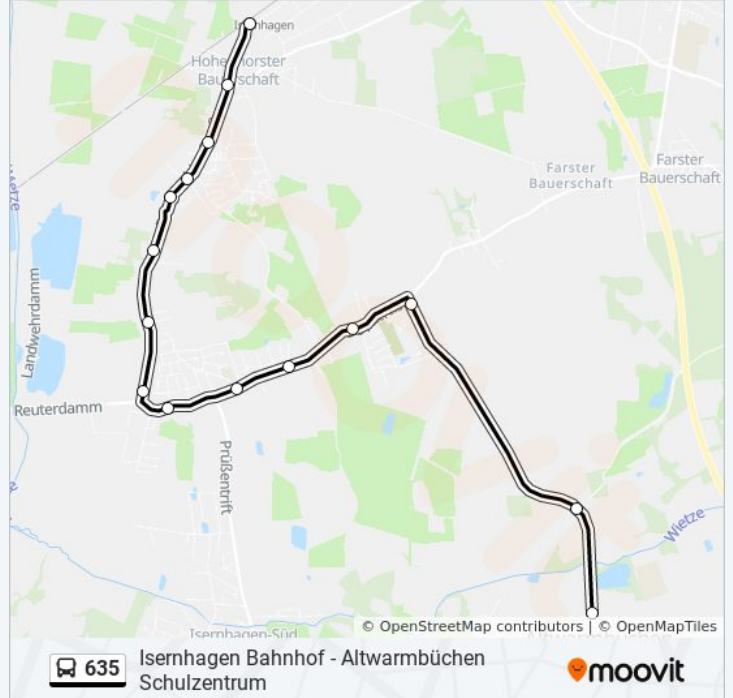 Isernhagen
Hohenhorster
Bauerschaft
Farster
Bauerschaft
Farster
Bauerschaft
Wietze
Landwehrdamm
Reuterdamm
Prüßentrift
Wietze
Isernhagen-Süd
© OpenStreetMap contributors | © OpenMapTiles
635
Isernhagen Bahnhof - Altwarmbüchen
Schulzentrum
moovit